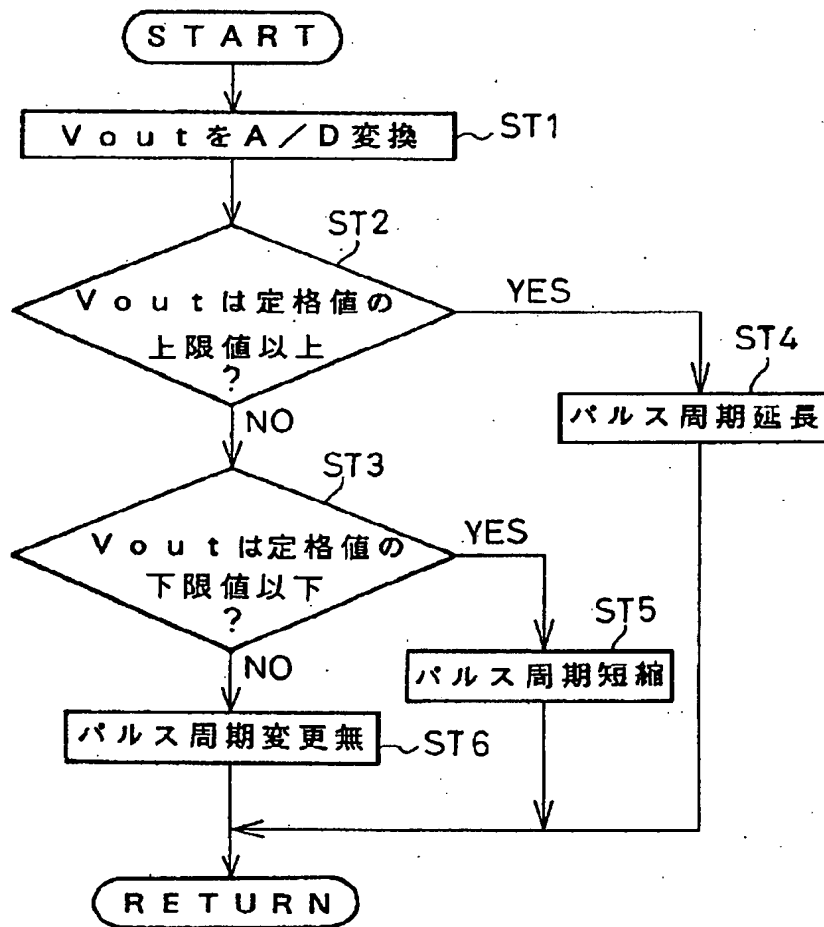 START
VoutをA／D変換
ST1
ST2
Voutは定格値の
上限値以上
?
YES
NO
ST4
パルス周期延長
ST3
Voutは定格値の
下限値以下
?
YES
NO
ST5
パルス周期短縮
パルス周期変更無
ST6
RETURN